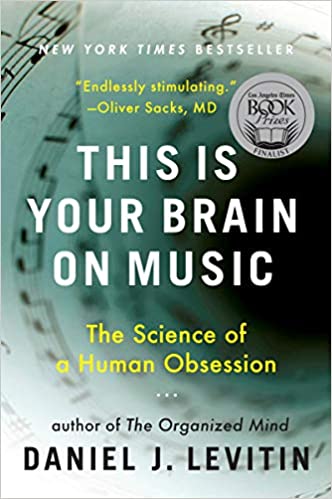 NEW YORK TIMES BESTSELLER
“Endlessly stimulating.”
—Oliver Sacks, MD
Los Angeles Times
BOOK
Prizes
FINALIST
THIS IS
YOUR BRAIN
ON MUSIC
The Science of
a Human Obsession
...
author of The Organized Mind
DANIEL J. LEVITIN